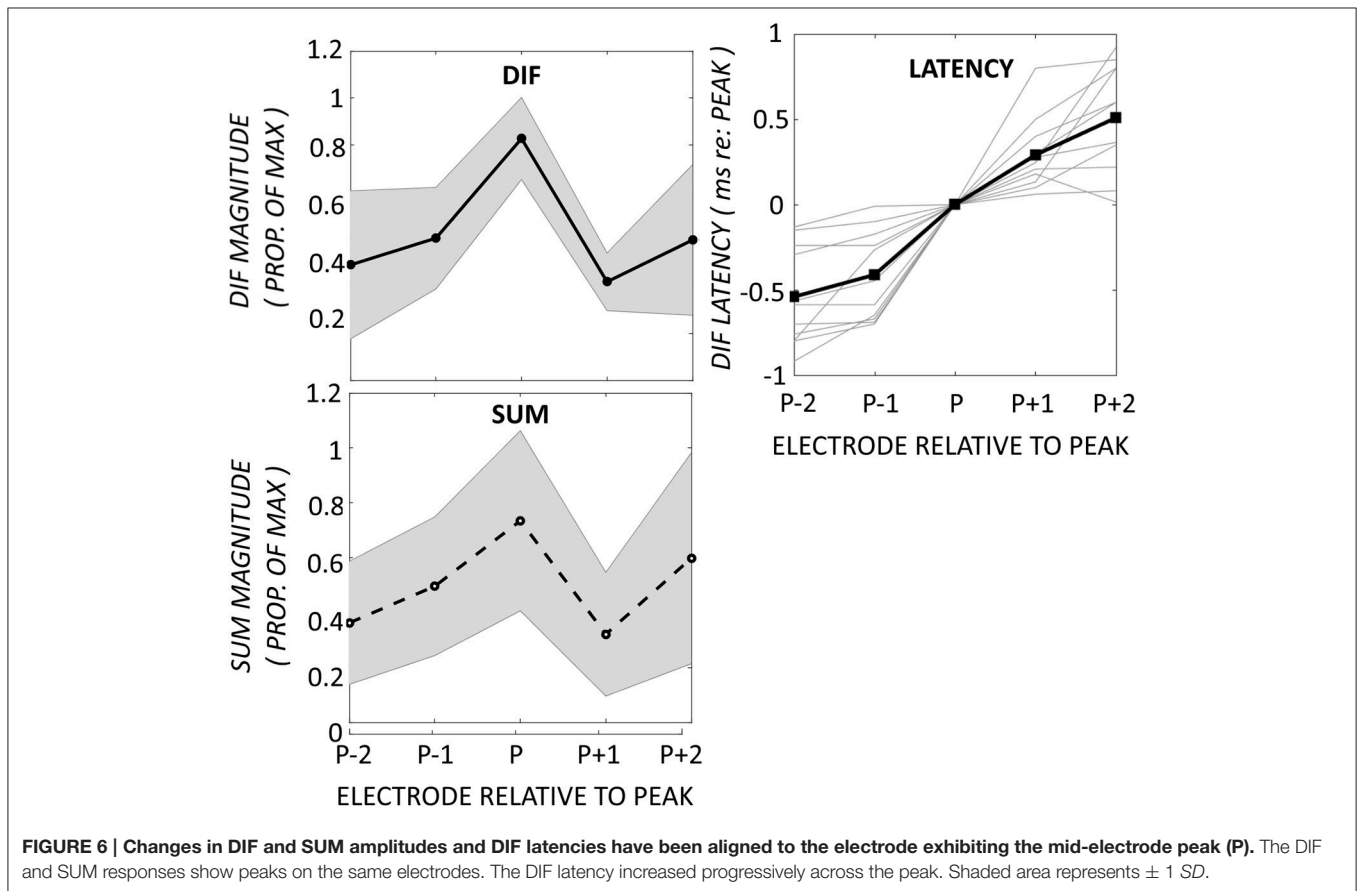 DIF
DIF MAGNITUDE
( PROP. OF MAX )
1.2
1
0.8
0.6
0.4
0.2
SUM
SUM MAGNITUDE
( PROP. OF MAX )
1.2
1
0.8
0.6
0.4
0.2
0
P-2 P-1 P P+1 P+2
ELECTRODE RELATIVE TO PEAK
LATENCY
DIF LATENCY ( ms re: PEAK )
1
0.5
0
-0.5
-1
P-2 P-1 P P+1 P+2
ELECTRODE RELATIVE TO PEAK
FIGURE 6 | Changes in DIF and SUM amplitudes and DIF latencies have been aligned to the electrode exhibiting the mid-electrode peak (P). The DIF
and SUM responses show peaks on the same electrodes. The DIF latency increased progressively across the peak. Shaded area represents ± 1 SD.